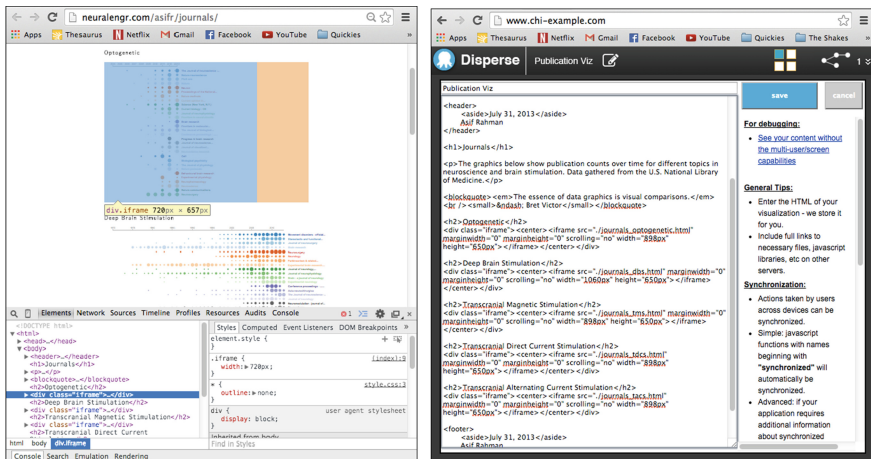 neuralengr.com/asifr/journals/
Apps Thesaurus Netflix Gmail Facebook YouTube Quickies »
Optogenetic
div.iframe 720px × 657px
Deep Brain Stimulation
Elements Network Sources Timeline Profiles Resources Audits Console
1
<!DOCTYPE html>
▼<html>
▶<head>…</head>
▼<body>
▶<header>…</header>
<h1>Journals</h1>
▶<p>…</p>
▶<blockquote>…</blockquote>
<h2>Optogenetic</h2>
▶<div class="iframe">…</div>
<h2>Deep Brain Stimulation</h2>
▶<div class="iframe">…</div>
<h2>Transcranial Magnetic Stimulation</h2>
▶<div class="iframe">…</div>
<h2>Transcranial Direct Current
html body div.iframe
Styles Computed Event Listeners DOM Breakpoints »
element.style {
}
.iframe { (index):9
width:▶720px;
}
* { style.css:3
outline:▶none;
}
div { user agent stylesheet
display: block;
}
Inherited from body
Find in Styles
Console Search Emulation Rendering
www.chi-example.com
Apps Thesaurus Netflix Gmail Facebook YouTube Quickies The Shakes »
Disperse Publication Viz 1
Publication Viz
<header>
<aside>July 31, 2013</aside>
Asif Rahman
</header>
<h1>Journals</h1>
<p>The graphics below show publication counts over time for different topics in
neuroscience and brain stimulation. Data gathered from the U.S. National Library
of Medicine.</p>
<blockquote> <em>The essence of data graphics is visual comparisons.</em>
<br /><small>&ndash; Bret Victor</small></blockquote>
<h2>Optogenetic</h2>
<div class="iframe"> <center> <iframe src="./journals_optogenetic.html"
marginwidth="0" marginheight="0" scrolling="no" width="898px"
height="650px"></iframe></center></div>
<h2>Deep Brain Stimulation</h2>
<div class="iframe"> <center> <iframe src="./journals_dbs.html" marginwidth="0"
marginheight="0" scrolling="no" width="1060px" height="650px"></iframe>
</center></div>
<h2>Transcranial Magnetic Stimulation</h2>
<div class="iframe"> <center> <iframe src="./journals_tms.html" marginwidth="0"
marginheight="0" scrolling="no" width="898px" height="650px"></iframe>
</center></div>
<h2>Transcranial Direct Current Stimulation</h2>
<div class="iframe"> <center> <iframe src="./journals_tdcs.html"
marginwidth="0" marginheight="0" scrolling="no" width="898px"
height="650px"></iframe></center></div>
<h2>Transcranial Alternating Current Stimulation</h2>
<div class="iframe"> <center> <iframe src="./journals_tacs.html"
marginwidth="0" marginheight="0" scrolling="no" width="898px"
height="650px"></iframe></center></div>
<footer>
<aside>July 31, 2013</aside>
Asif Rahman
save cancel
For debugging:
• See your content without
the multi-user/screen
capabilities
General Tips:
• Enter the HTML of your
visualization - we store it
for you.
• Include full links to
necessary files, javascript
libraries, etc on other
servers.
Synchronization:
• Actions taken by users
across devices can be
synchronized.
• Simple: javascript
functions with names
beginning with
"synchronized" will
automatically be
synchronized.
• Advanced: if your
application requires
additional information
about synchronized